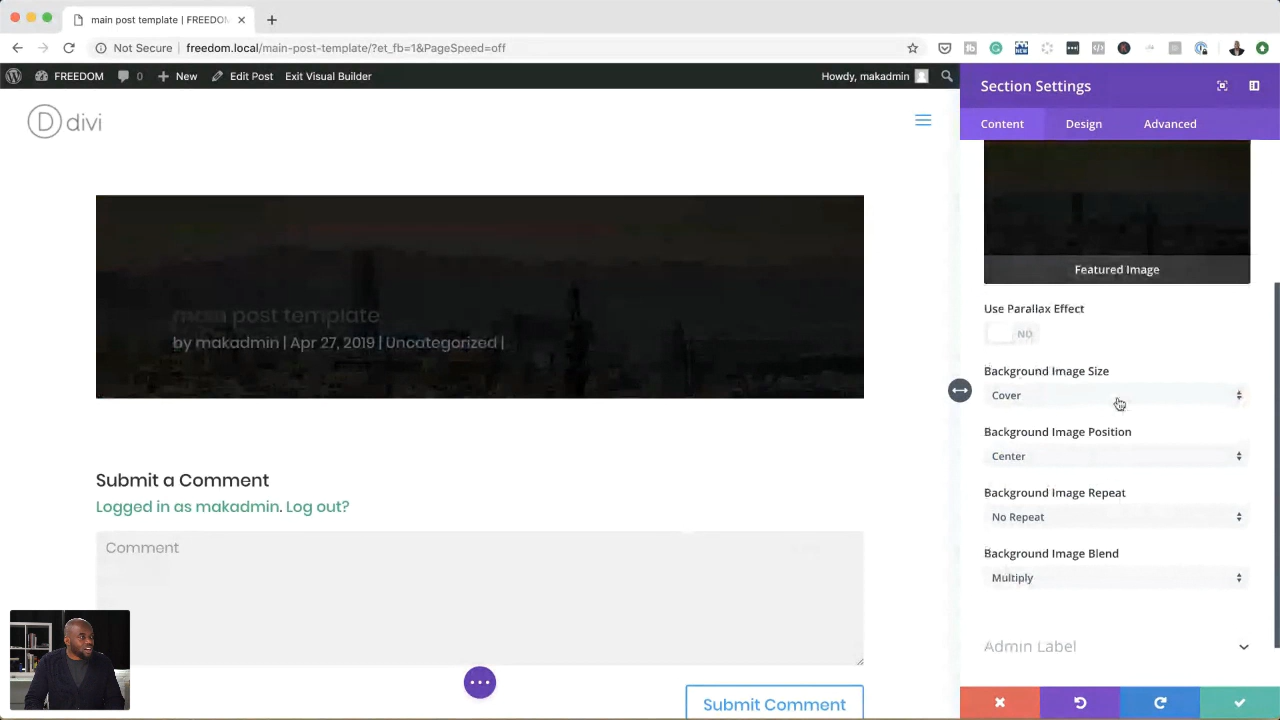 main post template | FREEDO
Not Secure | freedom.local/main-post-template/?et_fb=1&PageSpeed=off
FREEDOM 0 New Edit Post Exit Visual Builder Howdy, makadmin
D divi
Section Settings
Content Design Advanced
Featured Image
Use Parallax Effect
NO
Background Image Size
Cover
Background Image Position
Center
Background Image Repeat
No Repeat
Background Image Blend
Multiply
Admin Label
main post template
by makadmin | Apr 27, 2019 | Uncategorized |
Submit a Comment
Logged in as makadmin. Log out?
Comment
Submit Comment